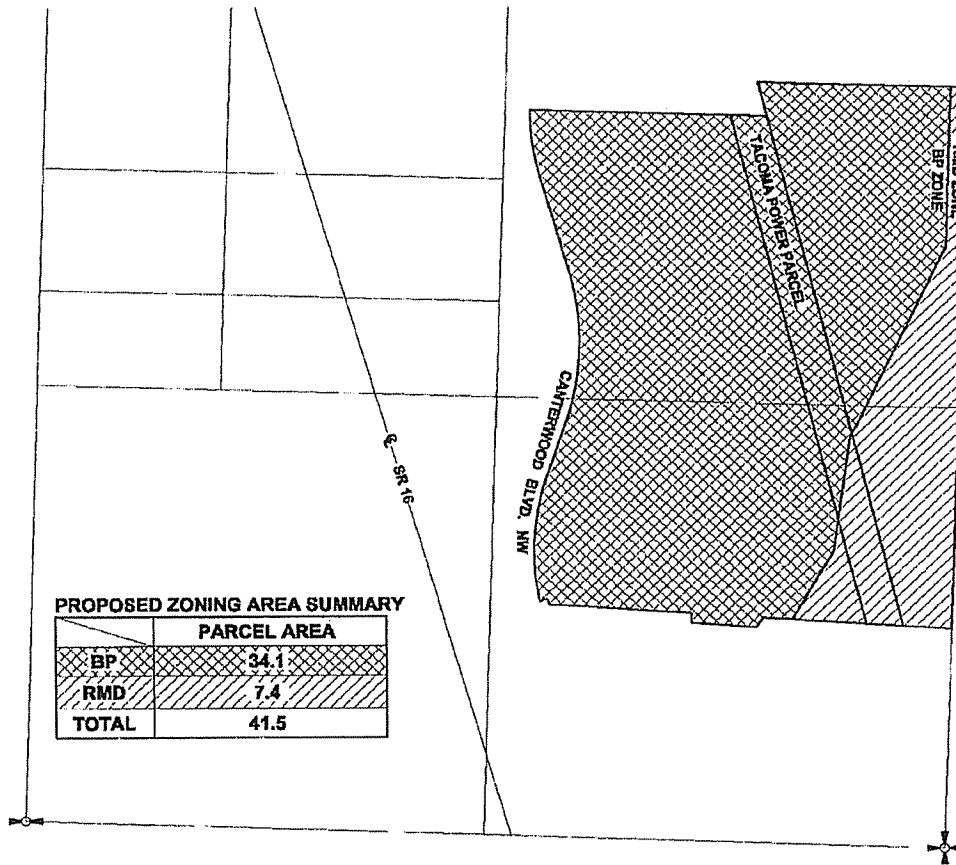 BP ZONE
TACOMA POWER PARCEL
CANTERWOOD BLVD. NW
SR 16
PROPOSED ZONING AREA SUMMARY
PARCEL AREA
BP 34.1
RMD 7.4
TOTAL 41.5